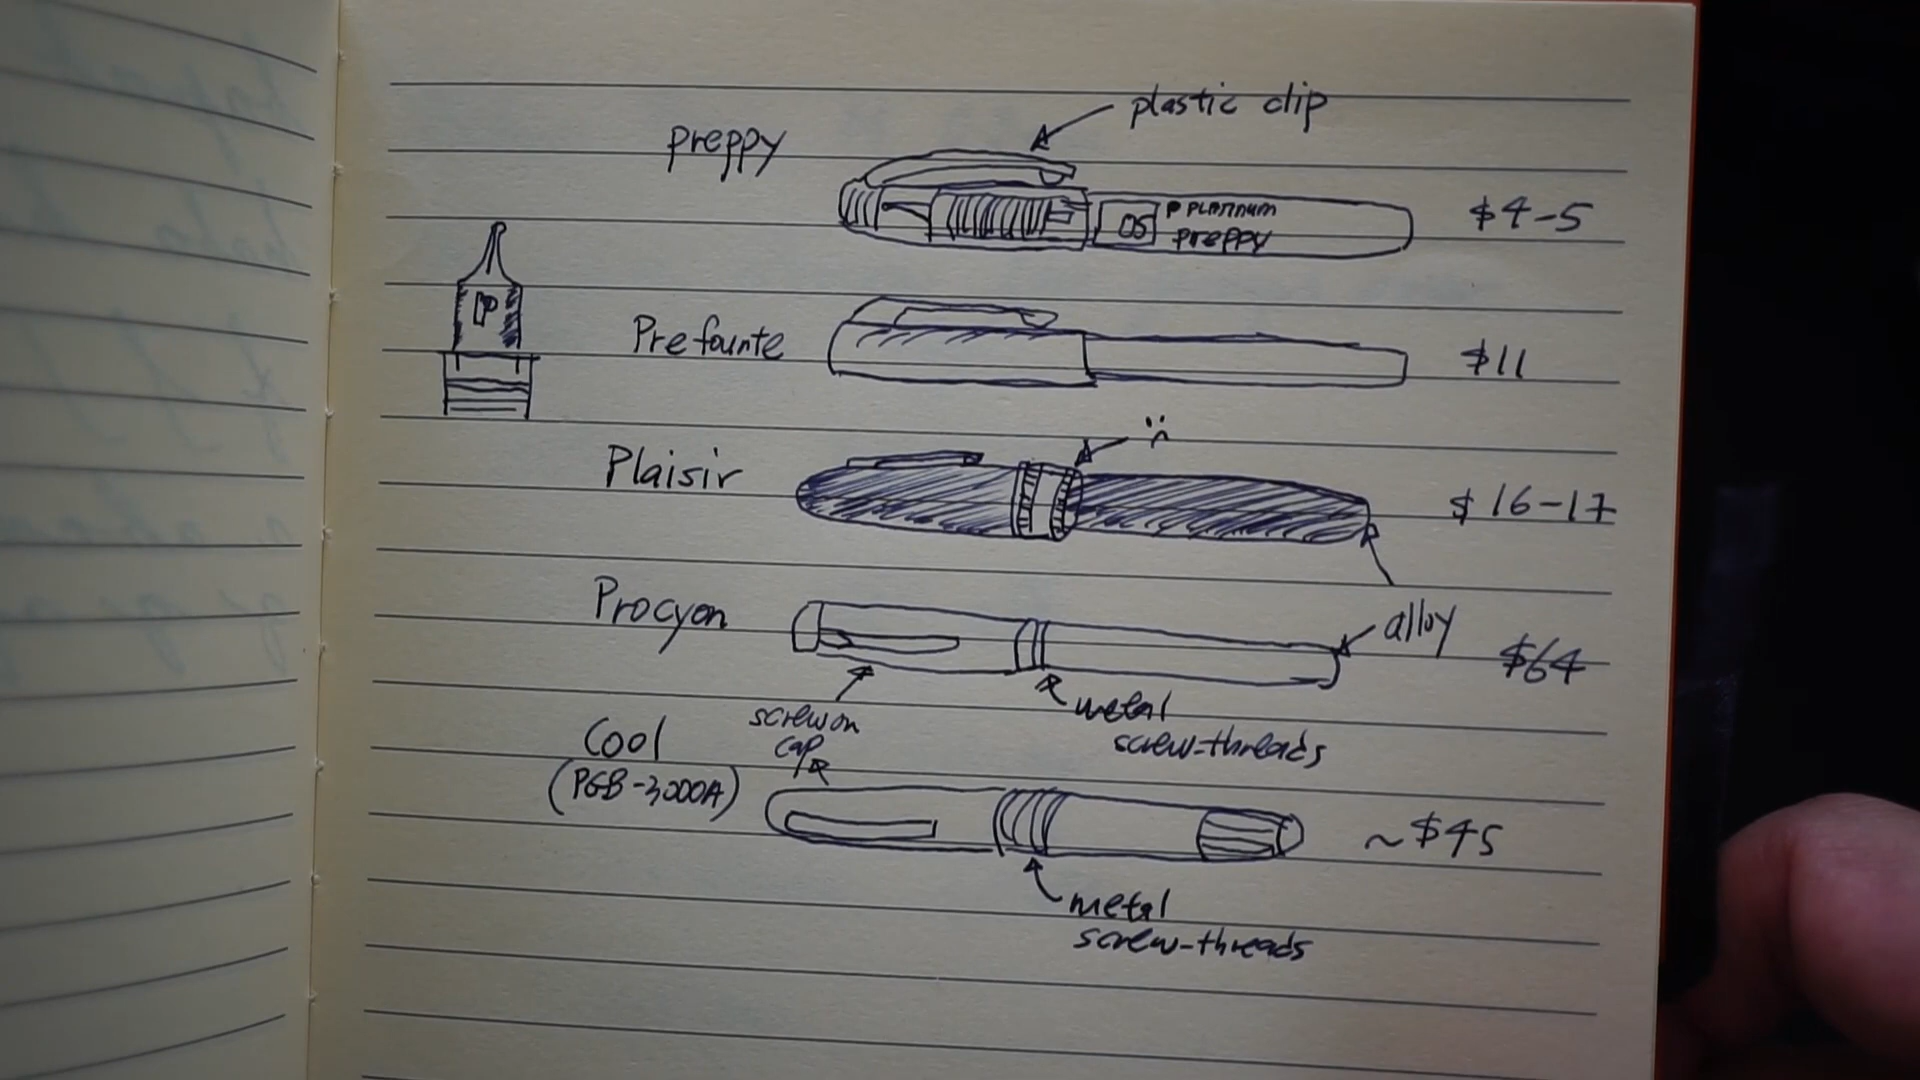 plastic clip
preppy
05 P PLATINUM
preppy
$4-5
P
Prefounte
$11
Plaisir
$16-17
Procyon
alloy
$64
screw on
cap
metal
screw-threads
Cool
(PGB-3000A)
~$45
metal
screw-threads